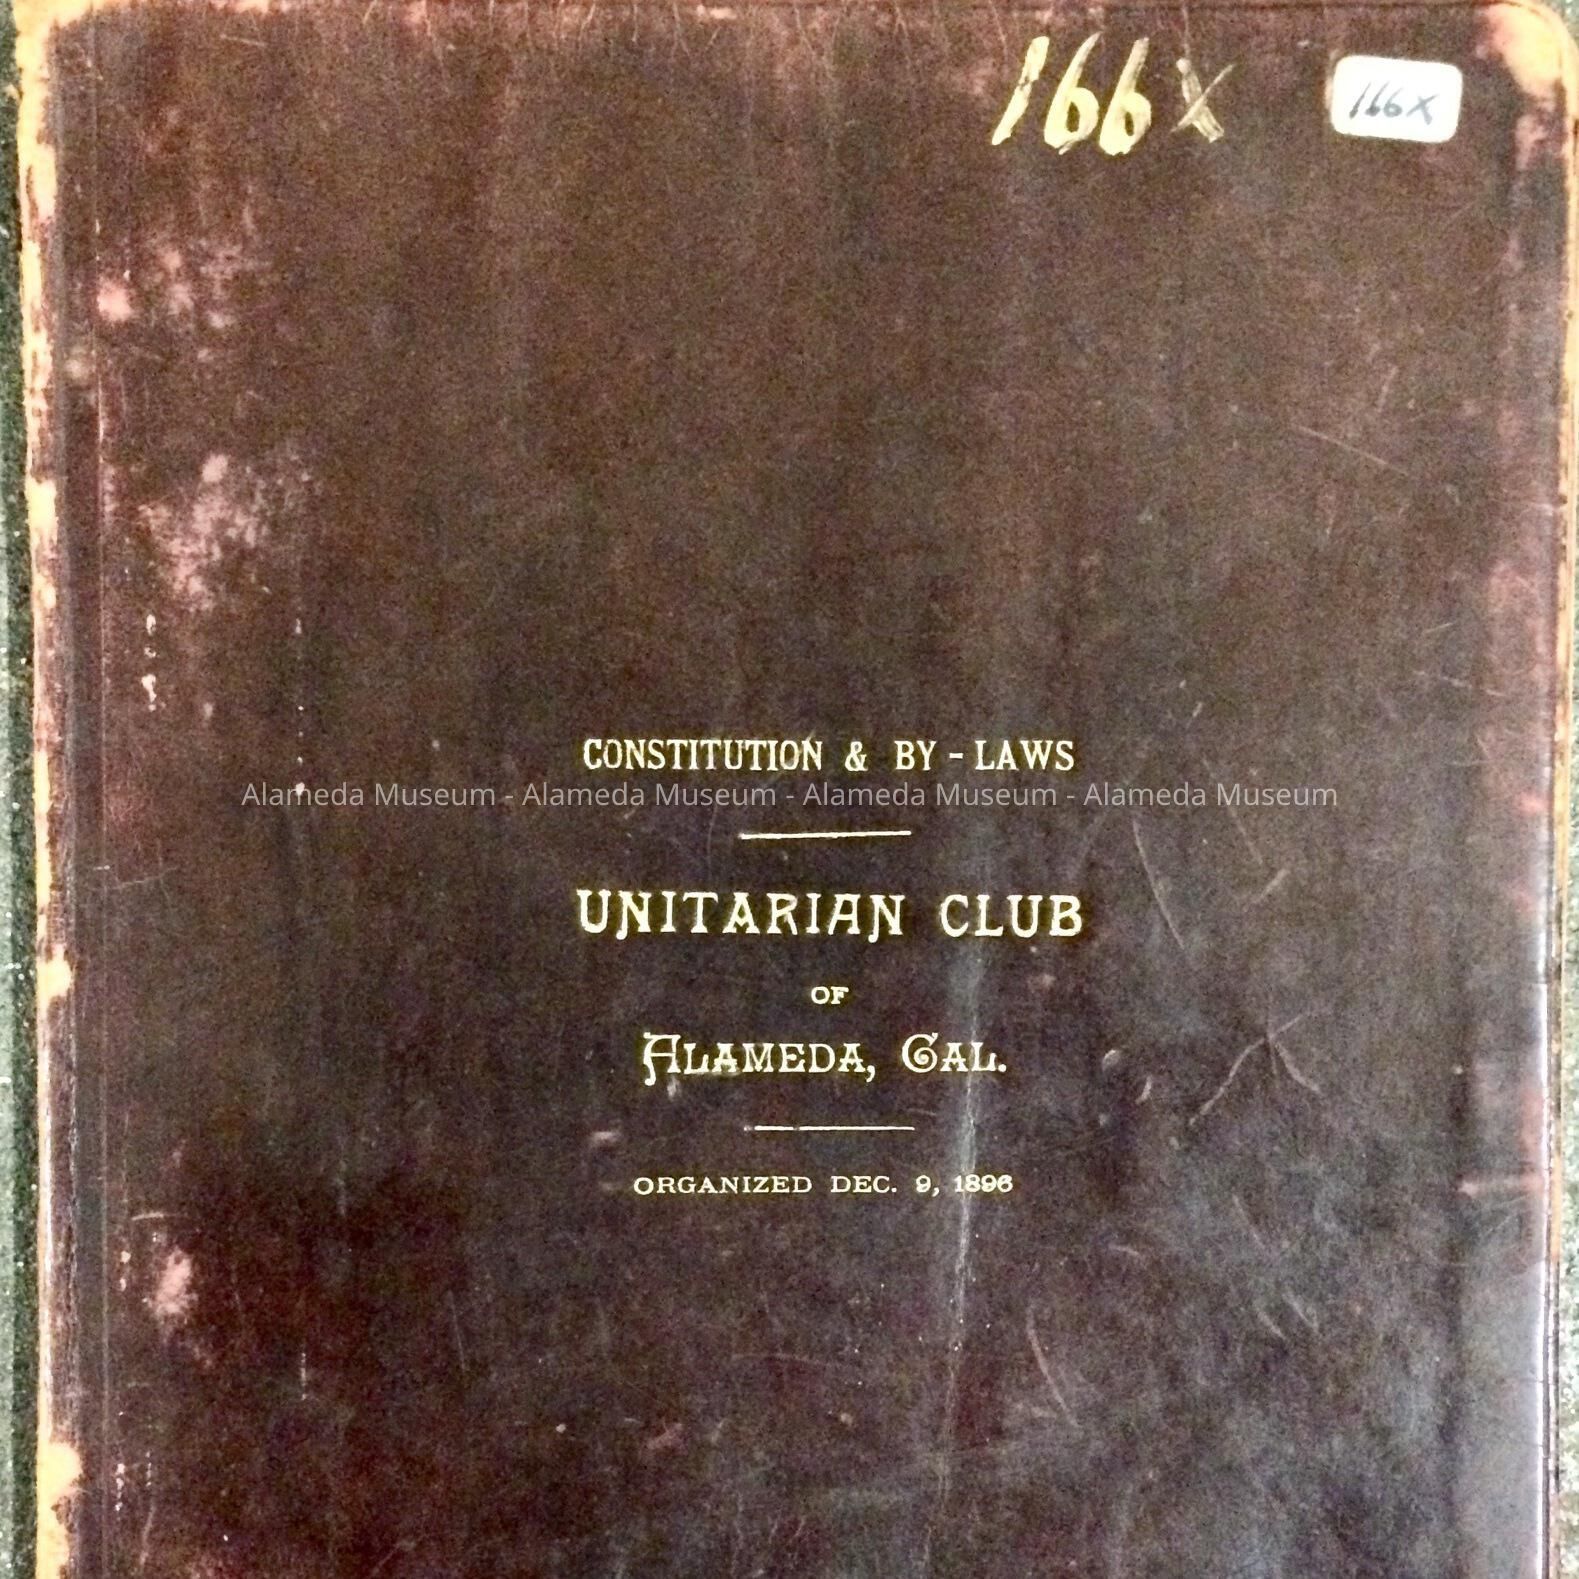 166x
166x
CONSTITUTION & BY-LAWS
Alameda Museum - Alameda Museum - Alameda Museum - Alameda Museum
UNITARIAN CLUB
OF
ALAMEDA, CAL.
ORGANIZED DEC. 9, 1896